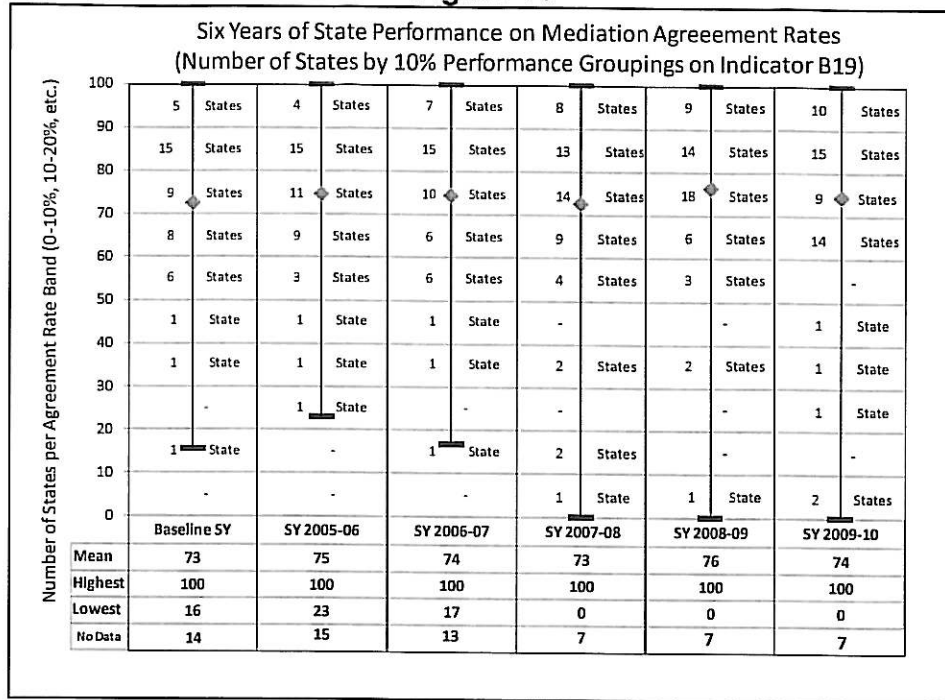 Six Years of State Performance on Mediation Agreeement Rates
(Number of States by 10% Performance Groupings on Indicator B19)
Number of States per Agreement Rate Band (0-10%, 10-20%, etc.)
100
5 States 4 States 7 States 8 States 9 States 10 States
90
15 States 15 States 15 States 13 States 14 States 15 States
80
9 States 11 States 10 States 14 States 18 States 9 States
70
8 States 9 States 6 States 9 States 6 States 14 States
60
6 States 3 States 6 States 4 States 3 States -
50
1 State 1 State 1 State - - 1 State
40
1 State 1 State 1 State 2 States 2 States 1 State
30
- 1 State - - - 1 State
20
1 State - 1 State 2 States - -
10
- - - 1 State 1 State 2 States
0
Baseline SY SY 2005-06 SY 2006-07 SY 2007-08 SY 2008-09 SY 2009-10
Mean 73 75 74 73 76 74
Highest 100 100 100 100 100 100
Lowest 16 23 17 0 0 0
No Data 14 15 13 7 7 7